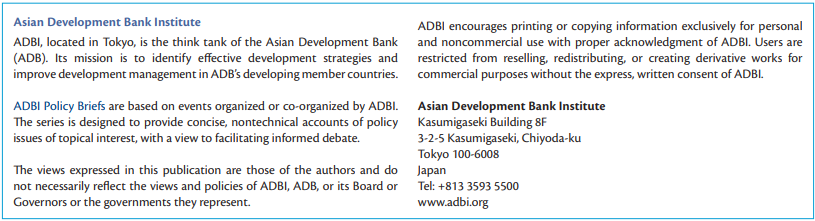 Asian Development Bank Institute
ADBI, located in Tokyo, is the think tank of the Asian Development Bank
(ADB). Its mission is to identify effective development strategies and
improve development management in ADB’s developing member countries.
ADBI Policy Briefs are based on events organized or co-organized by ADBI.
The series is designed to provide concise, nontechnical accounts of policy
issues of topical interest, with a view to facilitating informed debate.
The views expressed in this publication are those of the authors and do
not necessarily reflect the views and policies of ADBI, ADB, or its Board or
Governors or the governments they represent.
ADBI encourages printing or copying information exclusively for personal
and noncommercial use with proper acknowledgment of ADBI. Users are
restricted from reselling, redistributing, or creating derivative works for
commercial purposes without the express, written consent of ADBI.
Asian Development Bank Institute
Kasumigaseki Building 8F
3-2-5 Kasumigaseki, Chiyoda-ku
Tokyo 100-6008
Japan
Tel: +813 3593 5500
www.adbi.org